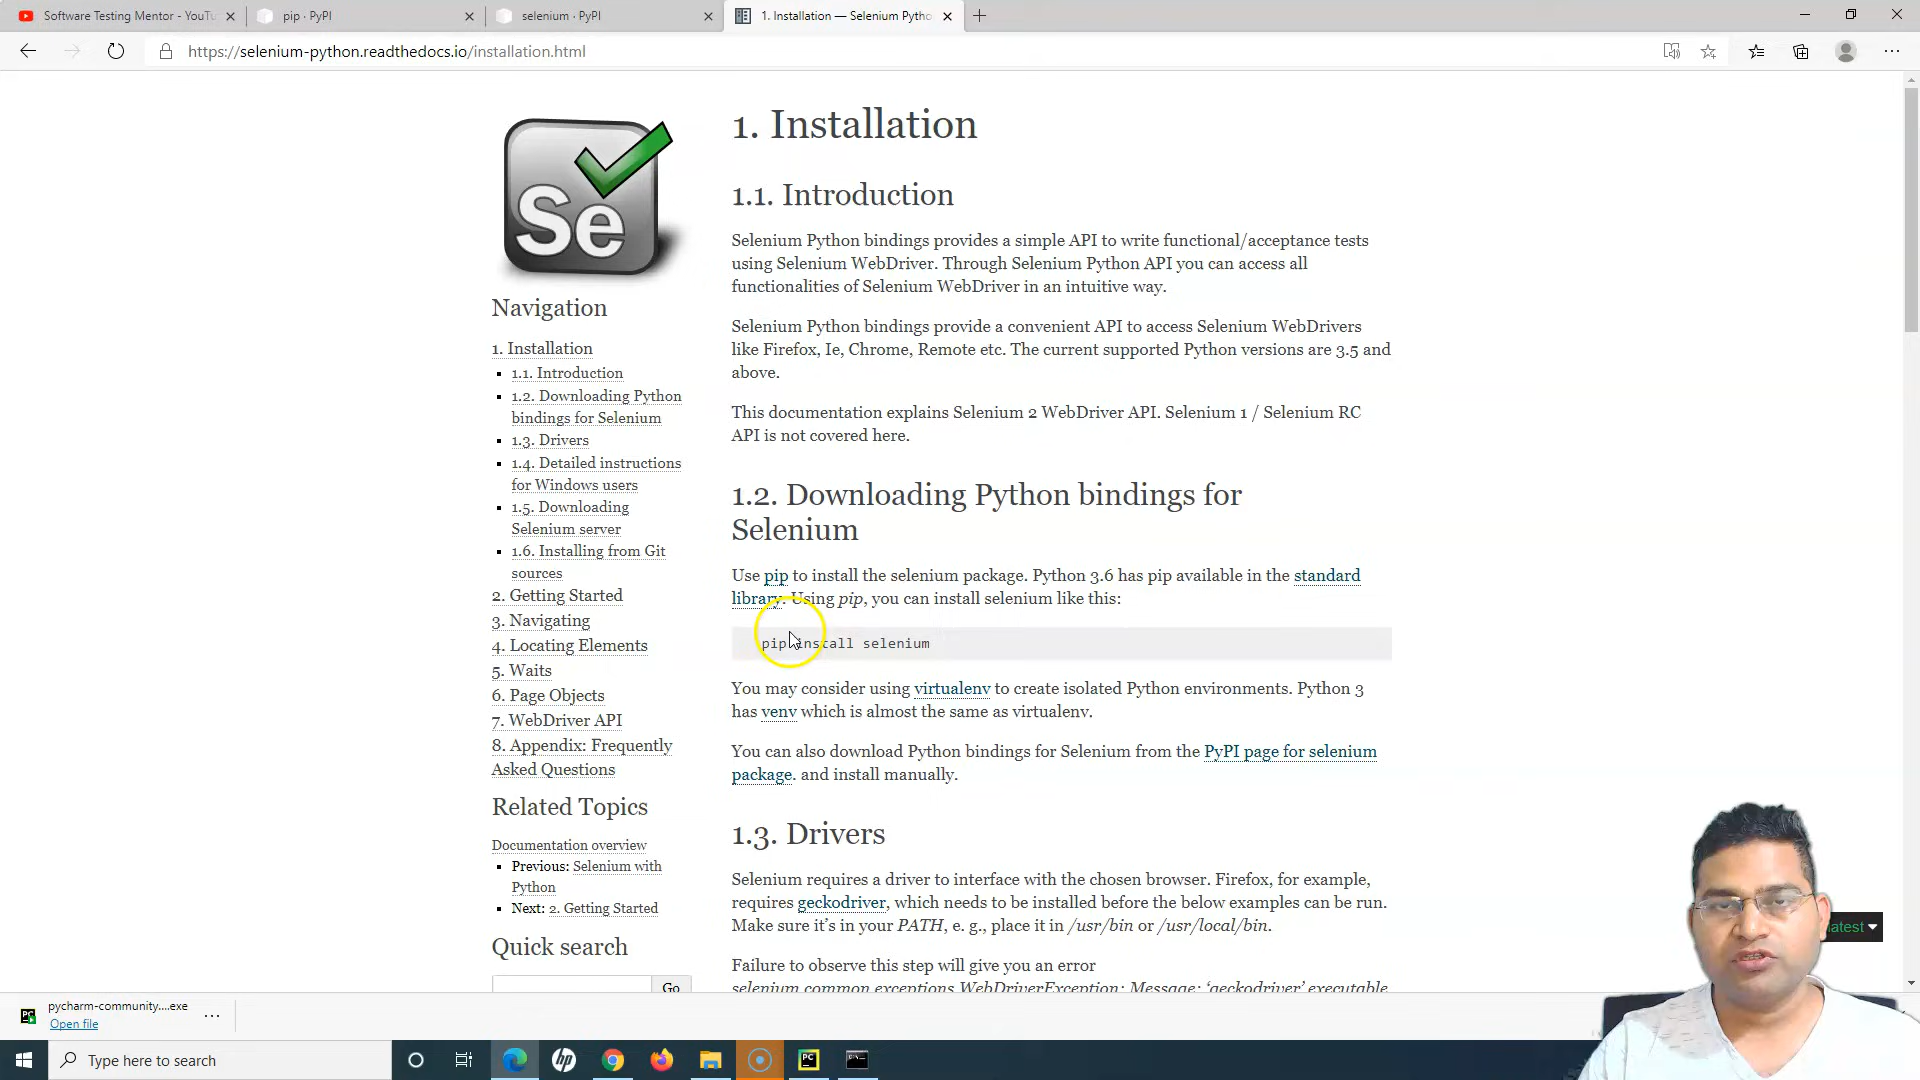 Software Testing Mentor - YouTu
pip · PyPI
selenium · PyPI
1. Installation — Selenium Pytho
https://selenium-python.readthedocs.io/installation.html
Se
Navigation
1. Installation
1.1. Introduction
1.2. Downloading Python
bindings for Selenium
1.3. Drivers
1.4. Detailed instructions
for Windows users
1.5. Downloading
Selenium server
1.6. Installing from Git
sources
2. Getting Started
3. Navigating
4. Locating Elements
5. Waits
6. Page Objects
7. WebDriver API
8. Appendix: Frequently
Asked Questions
Related Topics
Documentation overview
Previous: Selenium with
Python
Next: 2. Getting Started
Quick search
Go
1. Installation
1.1. Introduction
Selenium Python bindings provides a simple API to write functional/acceptance tests
using Selenium WebDriver. Through Selenium Python API you can access all
functionalities of Selenium WebDriver in an intuitive way.
Selenium Python bindings provide a convenient API to access Selenium WebDrivers
like Firefox, Ie, Chrome, Remote etc. The current supported Python versions are 3.5 and
above.
This documentation explains Selenium 2 WebDriver API. Selenium 1 / Selenium RC
API is not covered here.
1.2. Downloading Python bindings for
Selenium
Use pip to install the selenium package. Python 3.6 has pip available in the standard
library. Using pip, you can install selenium like this:
pip install selenium
You may consider using virtualenv to create isolated Python environments. Python 3
has venv which is almost the same as virtualenv.
You can also download Python bindings for Selenium from the PyPI page for selenium
package. and install manually.
1.3. Drivers
Selenium requires a driver to interface with the chosen browser. Firefox, for example,
requires geckodriver, which needs to be installed before the below examples can be run.
Make sure it's in your PATH, e. g., place it in /usr/bin or /usr/local/bin.
Failure to observe this step will give you an error
selenium.common.exceptions.WebDriverException: Message: 'geckodriver' executable
latest
pycharm-community....exe
Open file
Type here to search
hp
PC